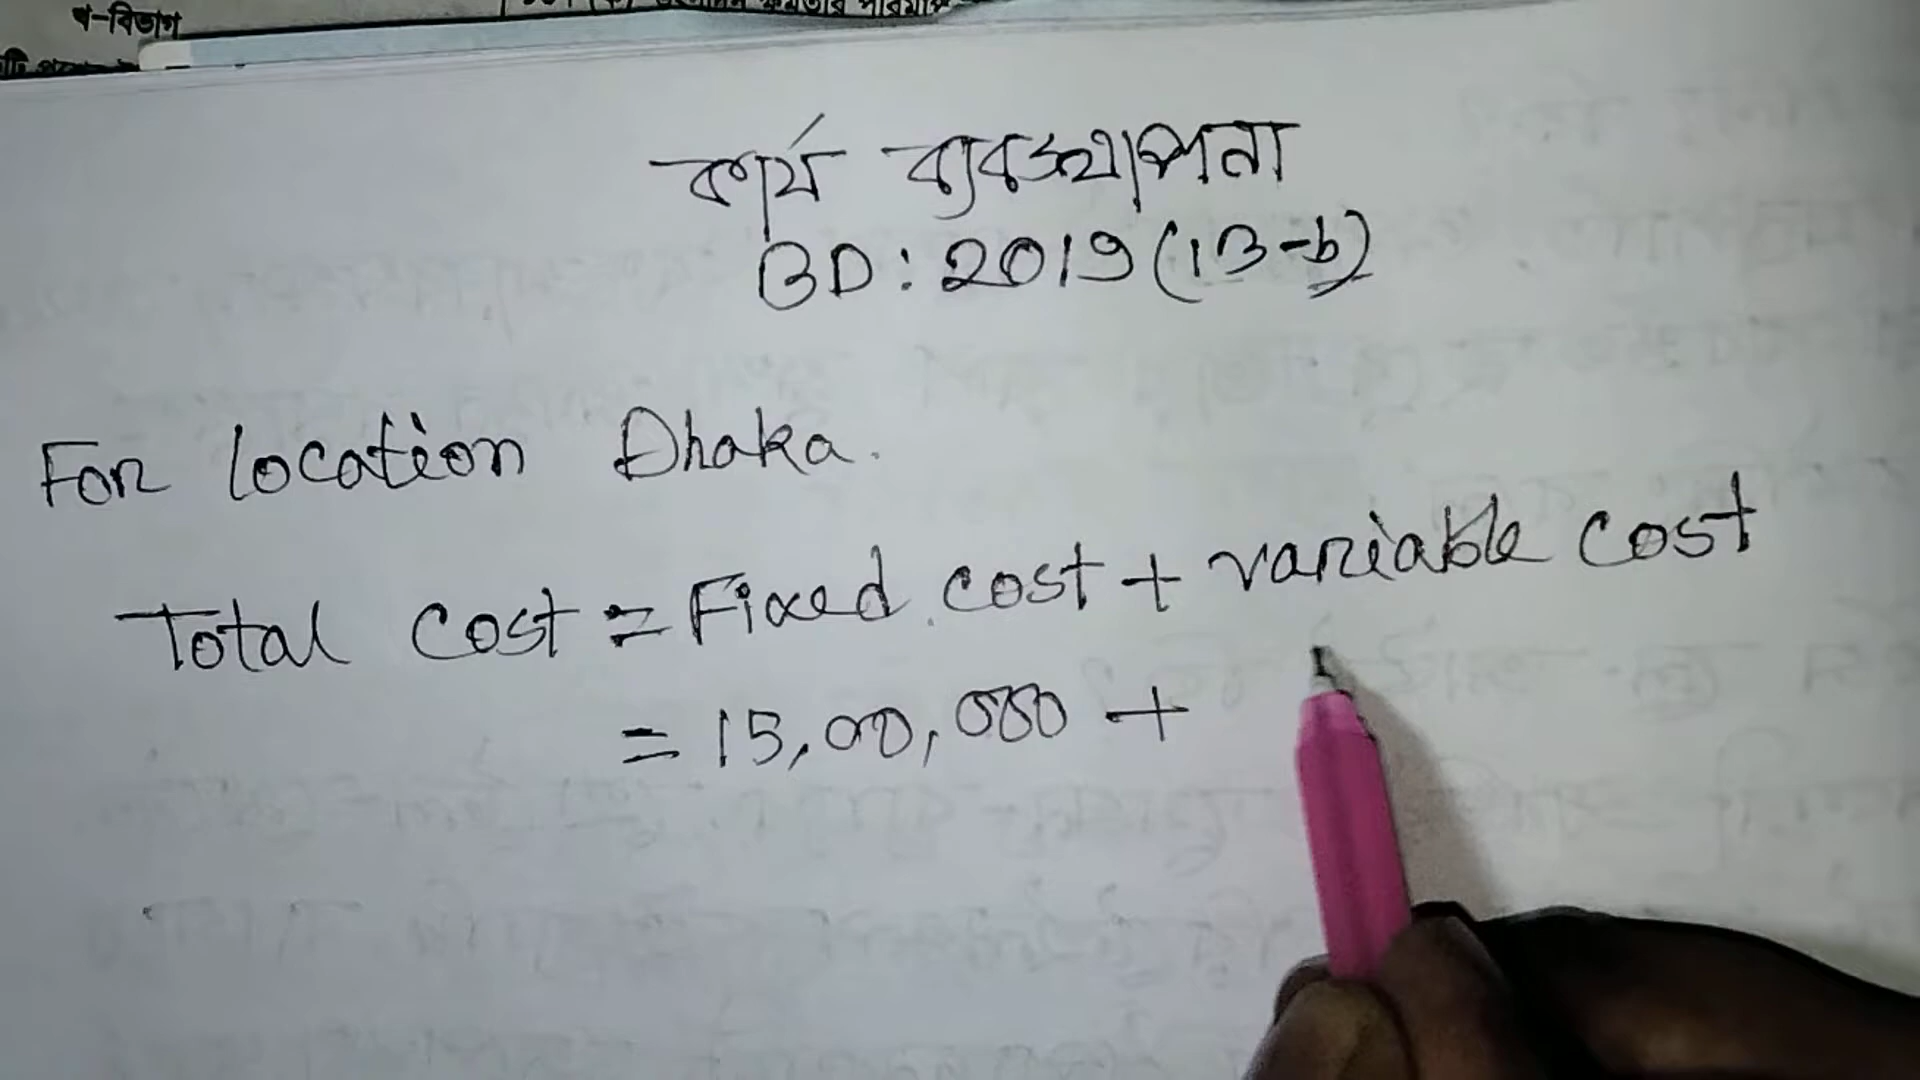 খ-বিভাগ
কার্য ব্যবস্থাপনা
BD: 2019 (13-b)
For location Dhaka.
Total cost = Fixed cost + variable cost
= 15,00,000 +